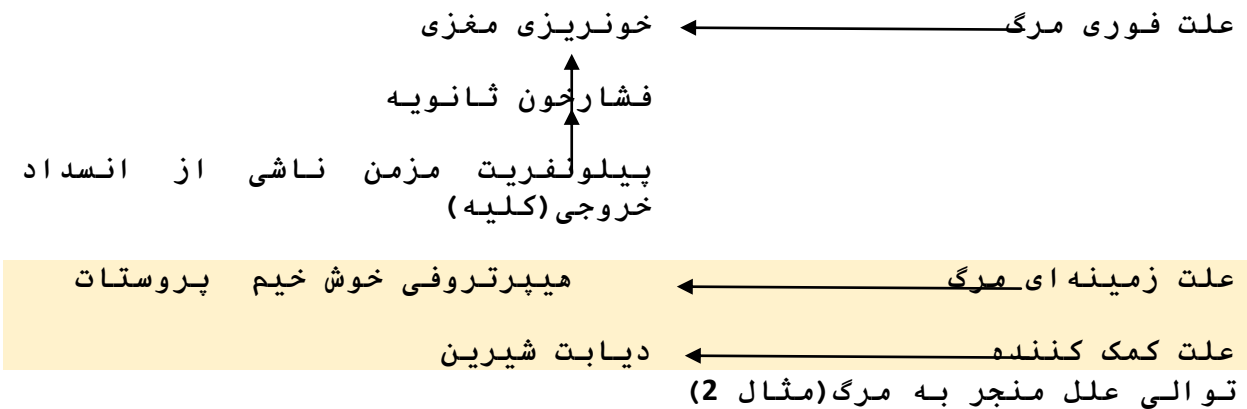 علت فوری مرگ خونریزی مغزی
فشارخون ثانویه
پیلونفریت مزمن ناشی از انسداد
خروجی(کلیه)
علت زمینه ای مرگ هیپرتروفی خوش خیم پروستات
علت کمک کننده دیابت شیرین
توالی علل منجر به مرگ(مثال 2)